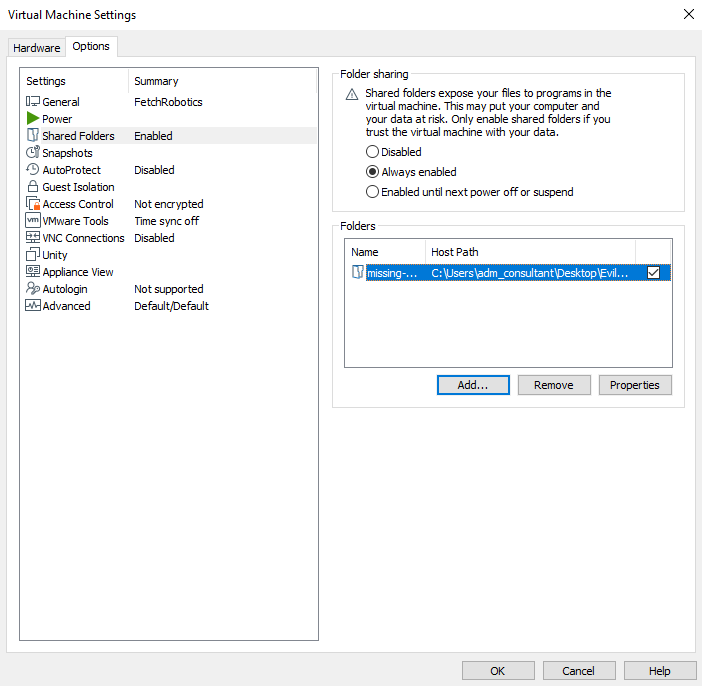 Virtual Machine Settings
Hardware
Options
Settings Summary
General FetchRobotics
Power
Shared Folders Enabled
Snapshots
AutoProtect Disabled
Guest Isolation
Access Control Not encrypted
vm VMware Tools Time sync off
VNC Connections Disabled
Unity
Appliance View
Autologin Not supported
Advanced Default/Default
Folder sharing
Shared folders expose your files to programs in the
virtual machine. This may put your computer and
your data at risk. Only enable shared folders if you
trust the virtual machine with your data.
Disabled
Always enabled
Enabled until next power off or suspend
Folders
Name Host Path
missing-... C:\Users\adm_consultant\Desktop\Evil...
Add... Remove Properties
OK Cancel Help